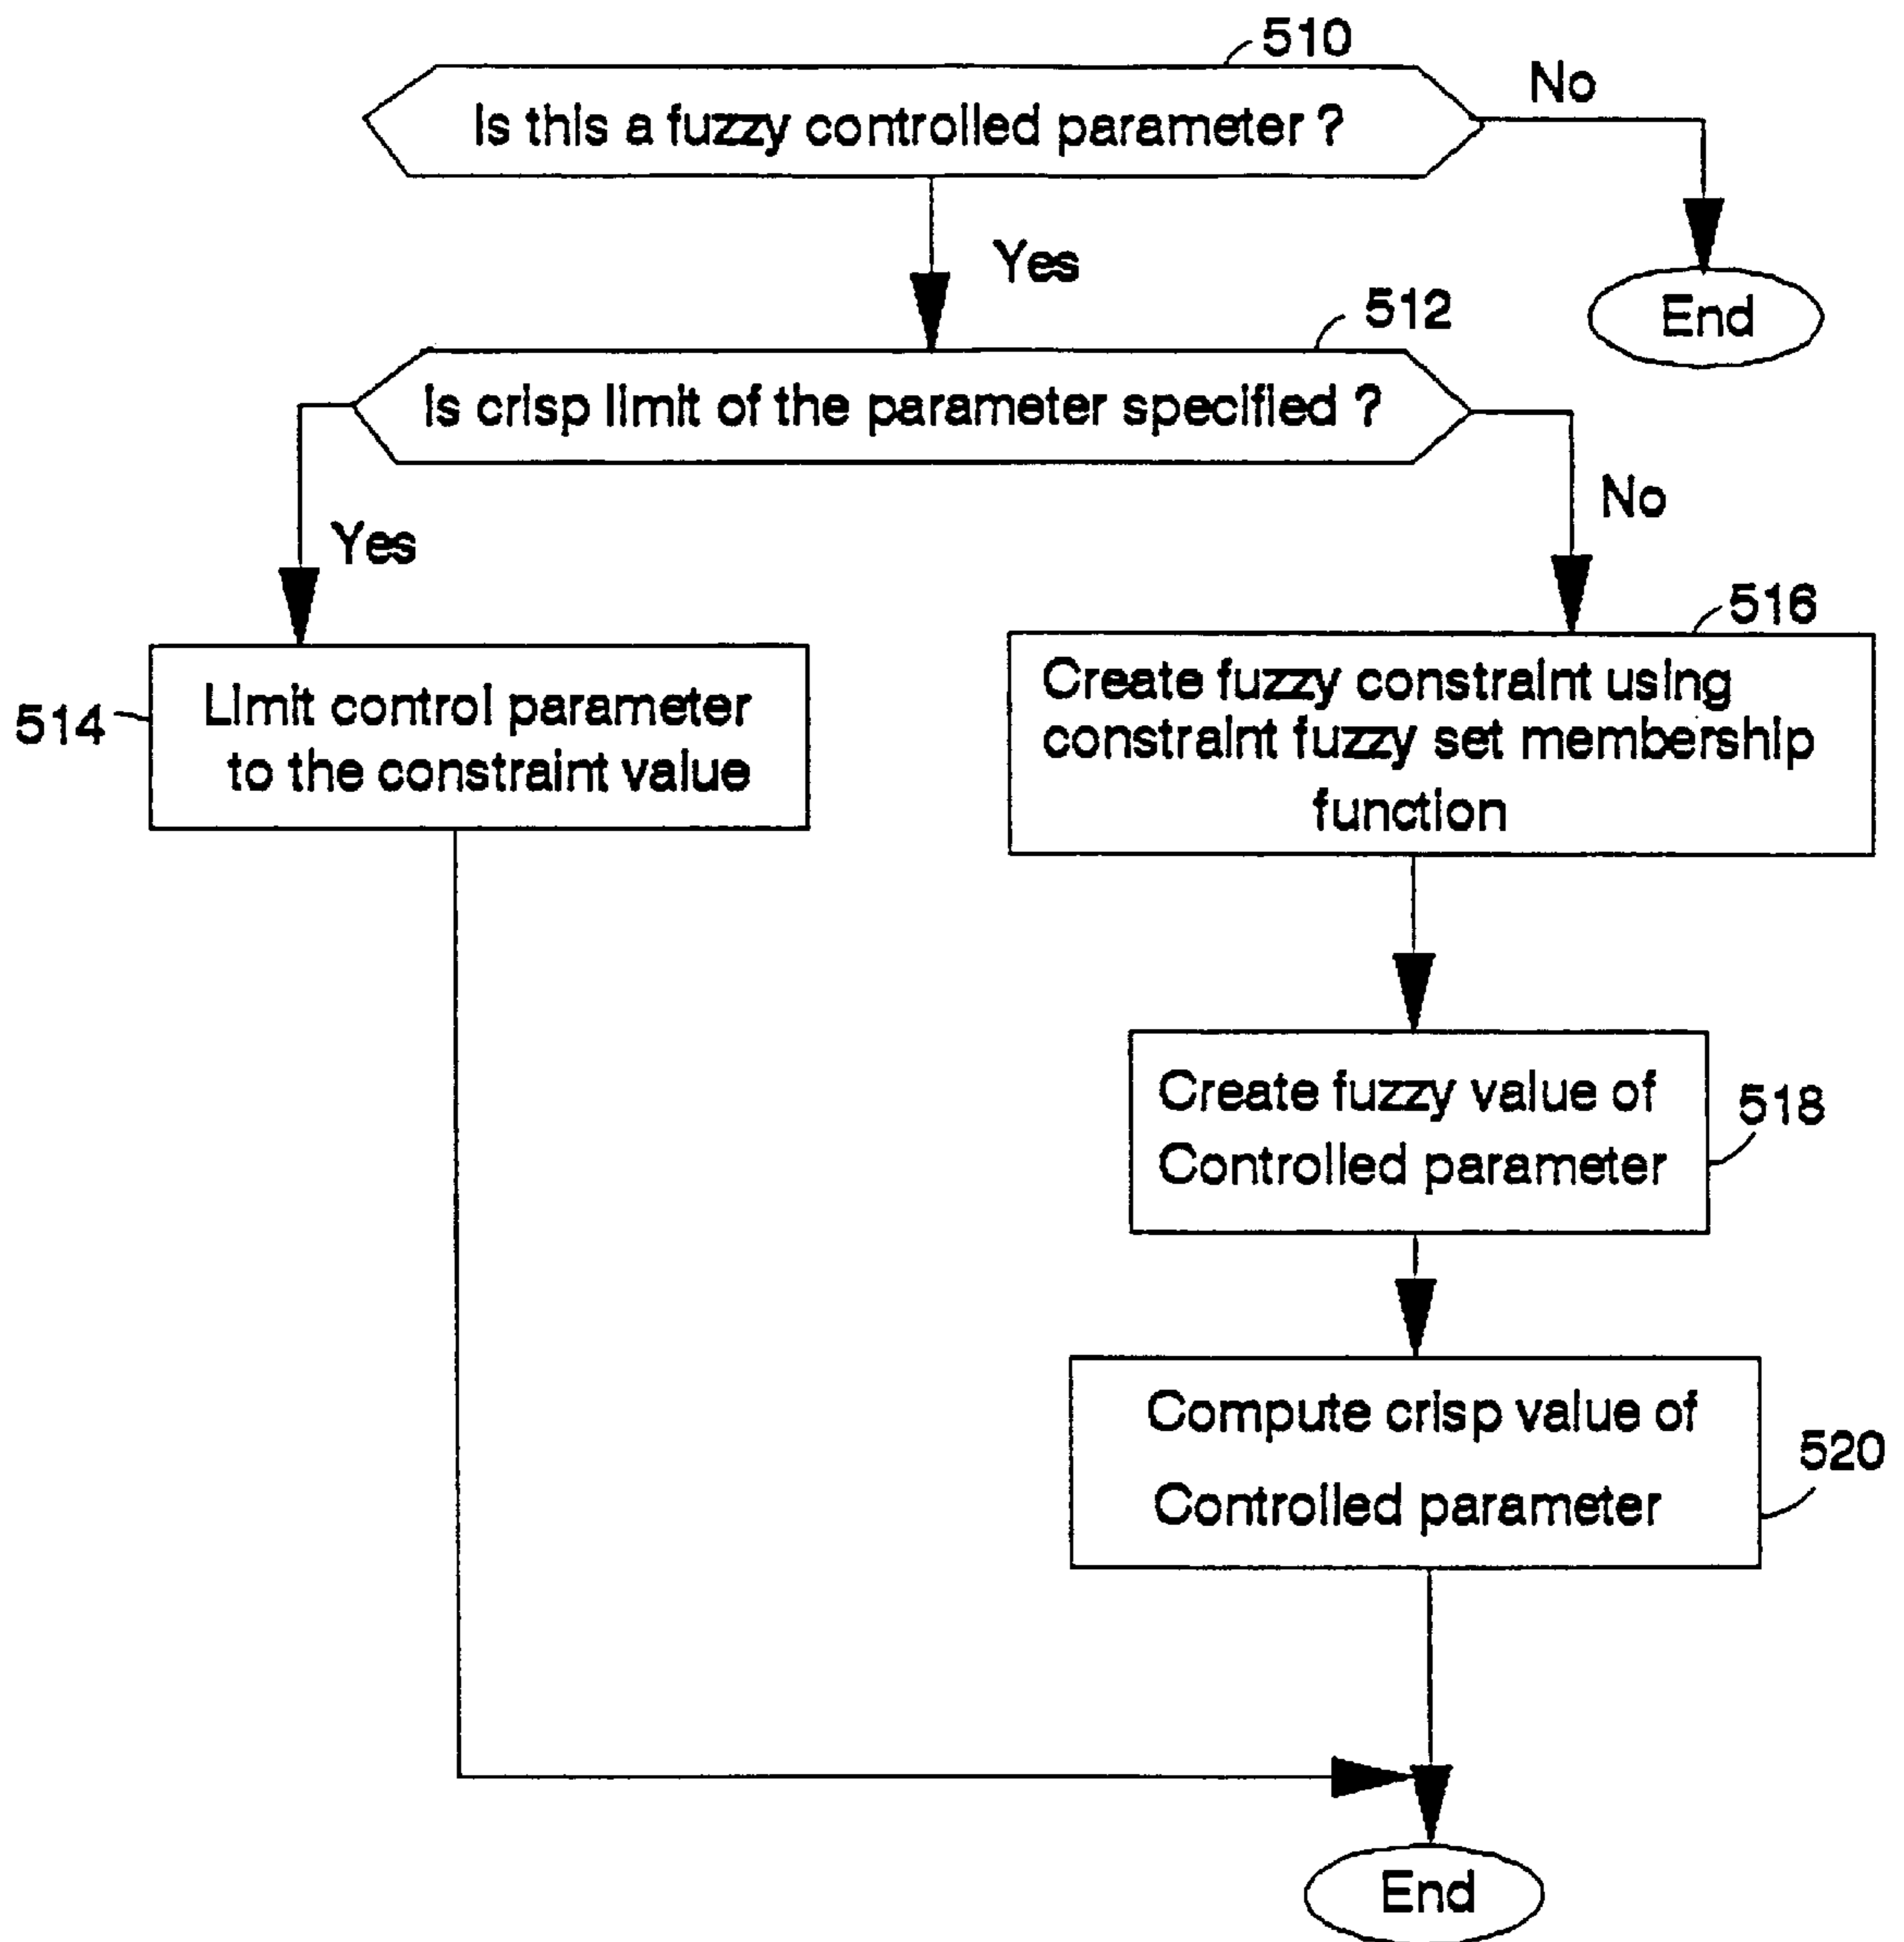 510
Is this a fuzzy controlled parameter ?
No
Yes
End
512
Is crisp limit of the parameter specified ?
No
Yes
516
514
Limit control parameter
to the constraint value
Create fuzzy constraint using
constraint fuzzy set membership
function
Create fuzzy value of
Controlled parameter
518
Compute crisp value of
Controlled parameter
520
End